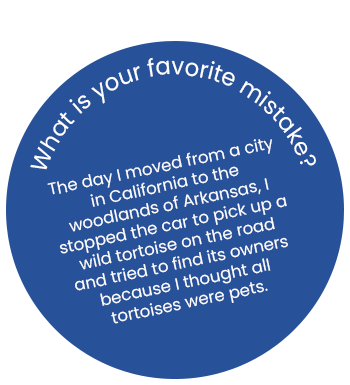 What is your favorite mistake?
The day I moved from a city
in California to the
woodlands of Arkansas, I
stopped the car to pick up a
wild tortoise on the road
and tried to find its owners
because I thought all
tortoises were pets.